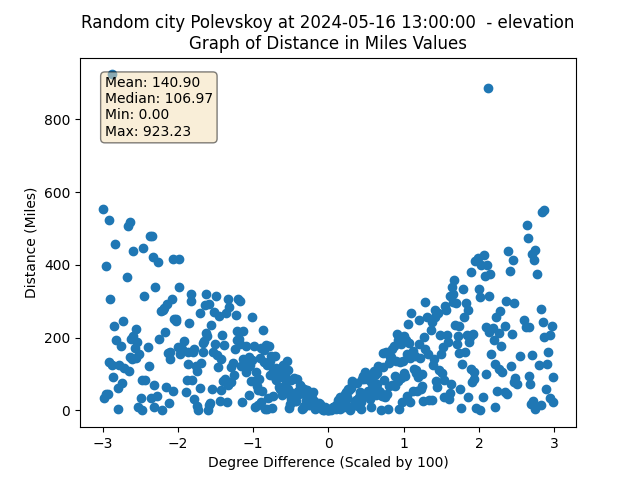 Random city Polevskoy at 2024-05-16 13:00:00  - elevation
Graph of Distance in Miles Values
Mean: 140.90
Median: 106.97
Min: 0.00
Max: 923.23
800
600
400
200
0
Distance (Miles)
−3 −2 −1 0 1 2 3
Degree Difference (Scaled by 100)